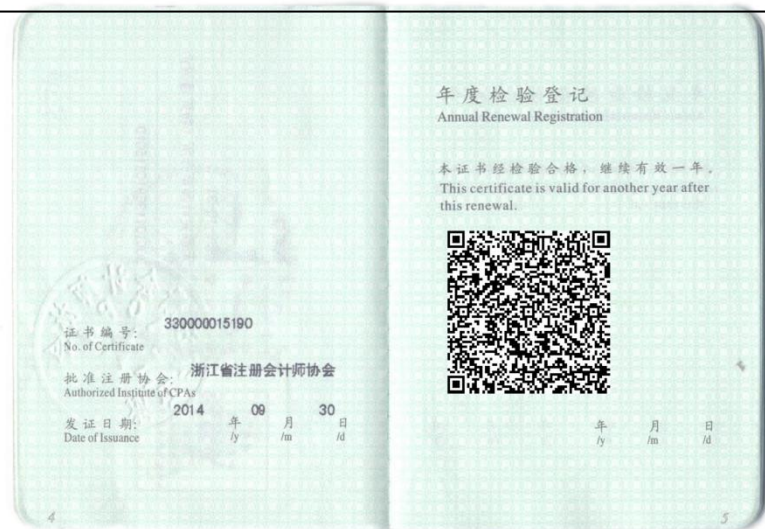 证书编号: 330000015190
No. of Certificate
批准注册协会: 浙江省注册会计师协会
Authorized Institute of CPAs
发证日期: 2014 年 09 月 30 日
Date of Issuance /y /m /d
4
年度检验登记
Annual Renewal Registration
本证书经检验合格，继续有效一年。
This certificate is valid for another year after
this renewal.
年 月 日
/y /m /d
5